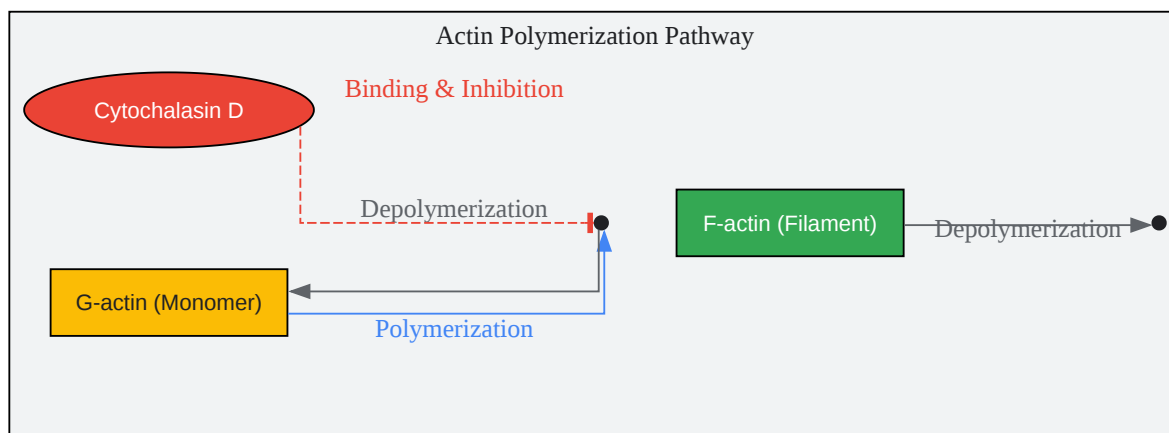 Actin Polymerization Pathway
Binding & Inhibition
Cytochalasin D
Depolymerization
F-actin (Filament)
Depolymerization
G-actin (Monomer)
Polymerization